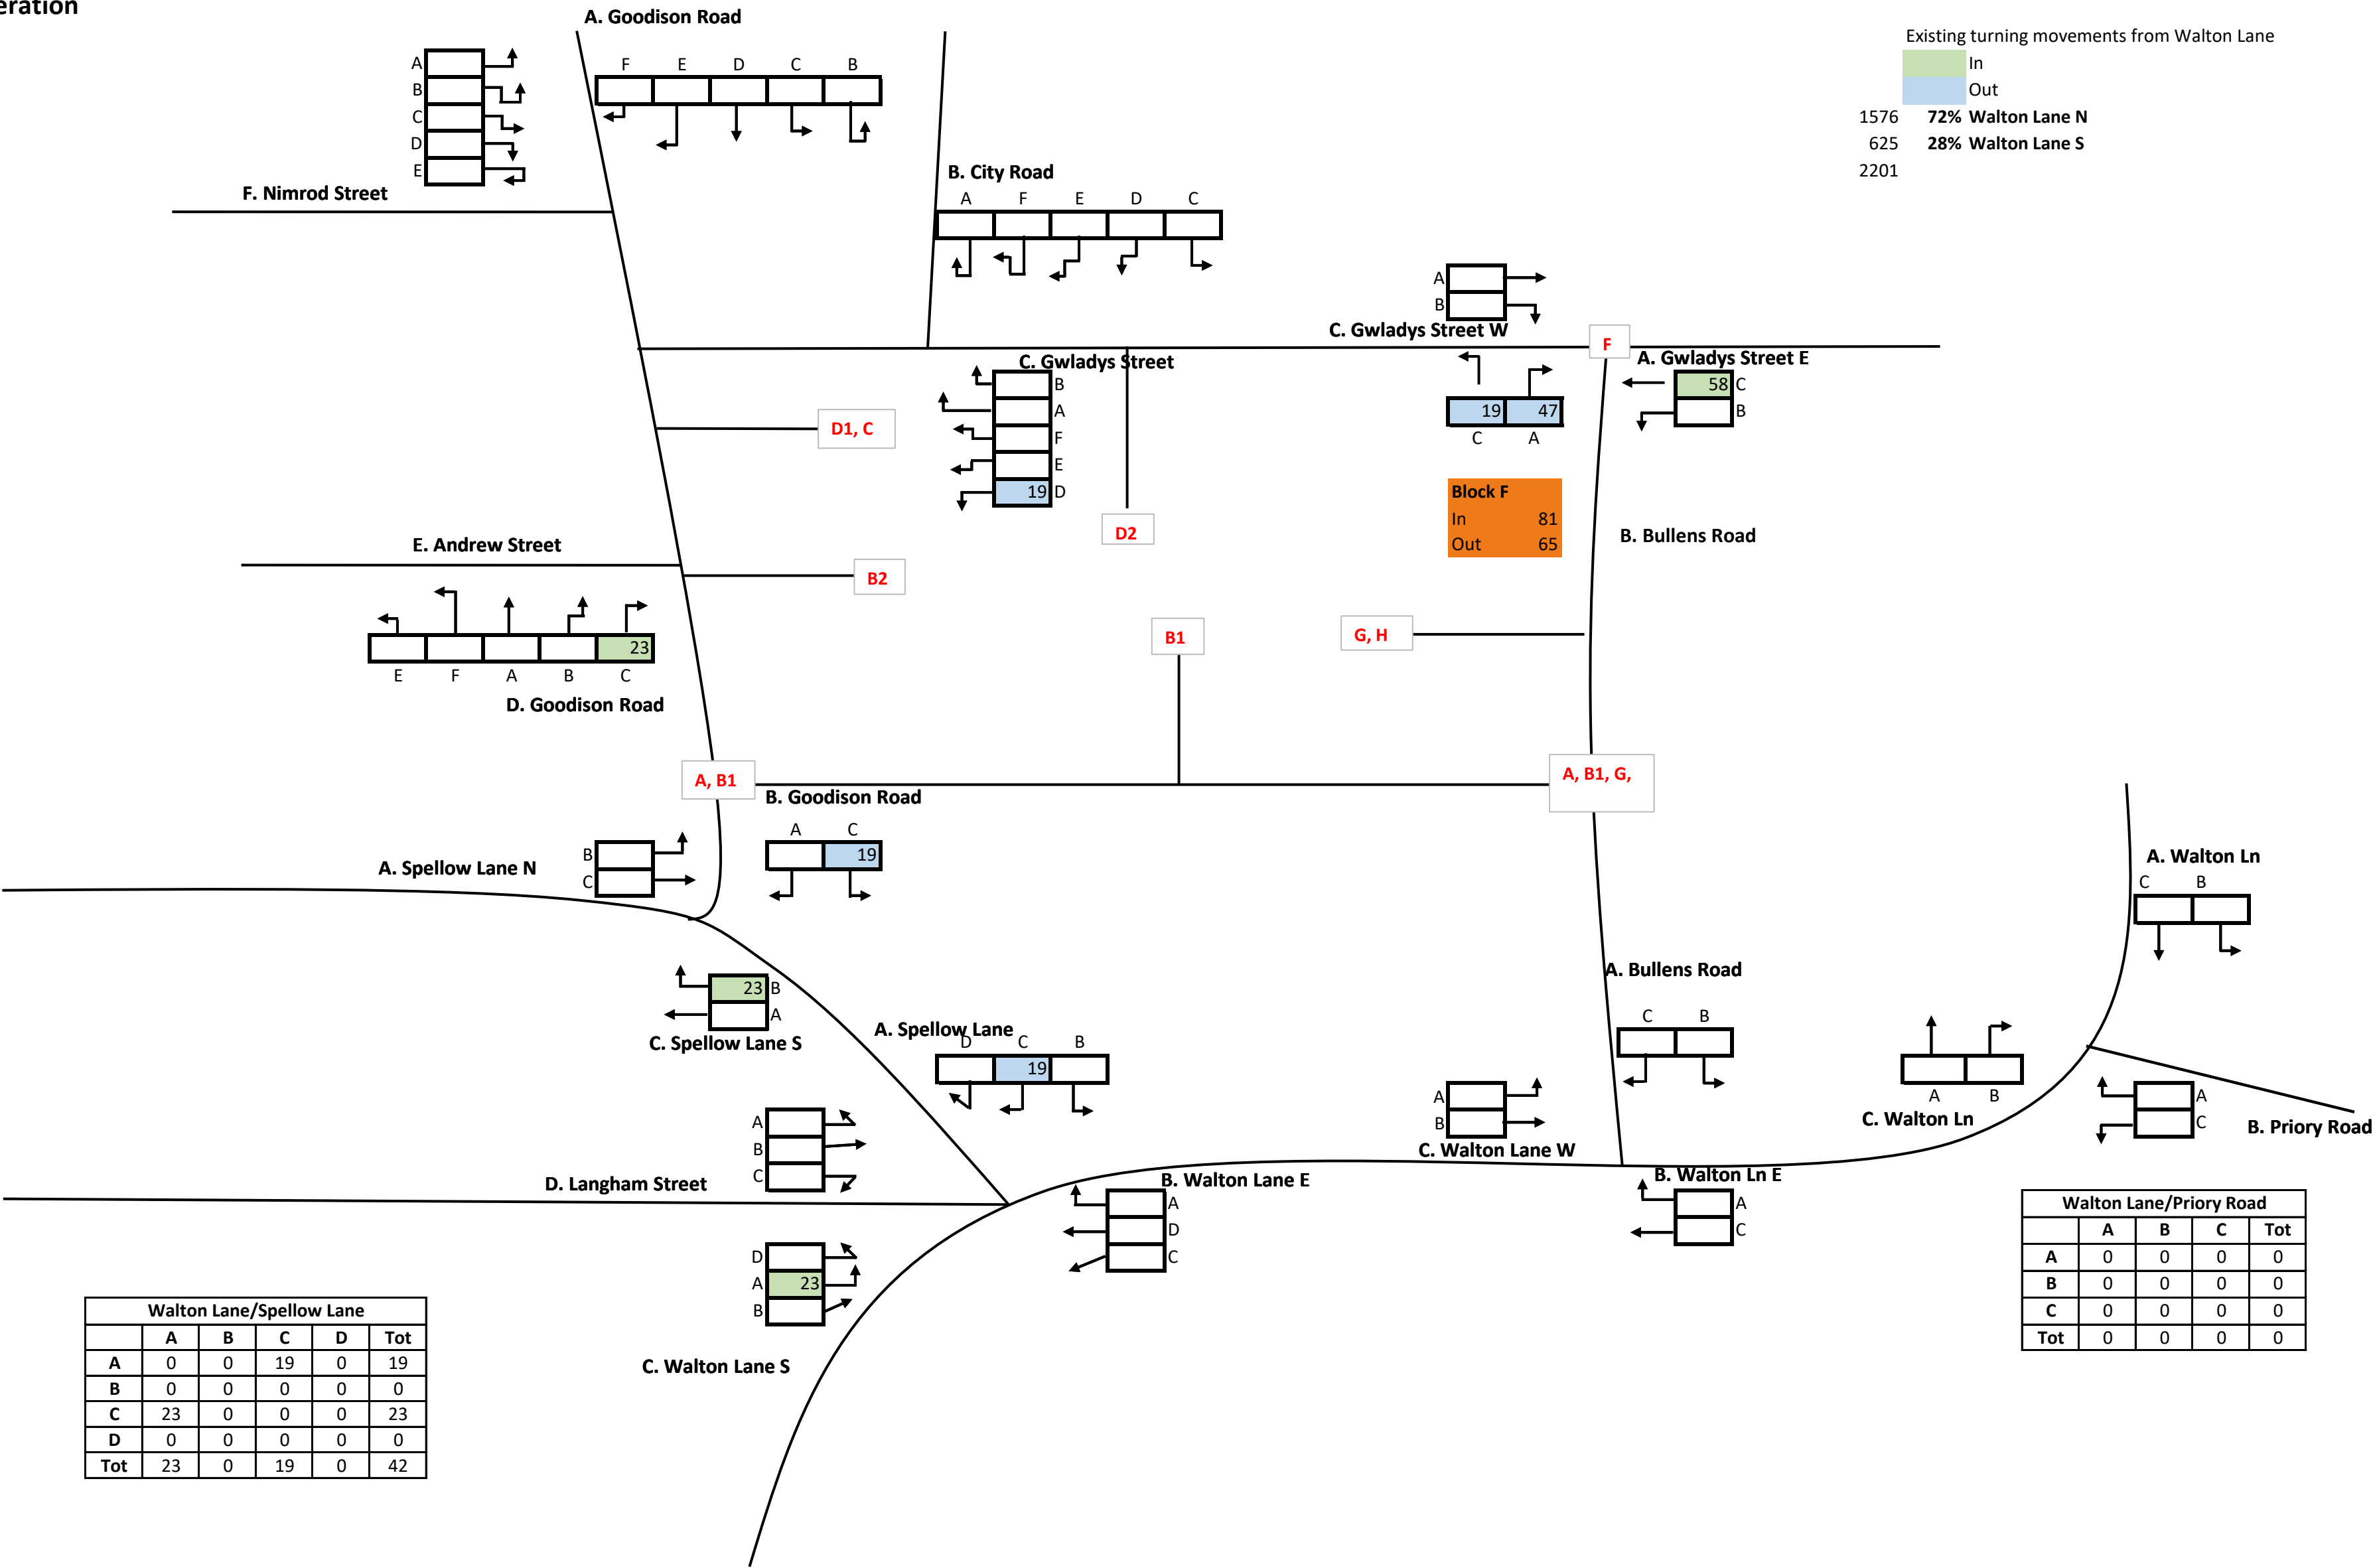 eration
A. Goodison Road
Existing turning movements from Walton Lane
In
Out
1576 72% Walton Lane N
625 28% Walton Lane S
2201
A
B
C
D
E
F E D C B
F. Nimrod Street
B. City Road
A F E D C
A
B
C. Gwladys Street W
F
A. Gwladys Street E
58 C
B
C. Gwladys Street
B
A
F
E
19 D
19 47
C A
D1, C
D2
Block F
In 81
Out 65
B. Bullens Road
E. Andrew Street
B2
B1
G, H
23
E F A B C
D. Goodison Road
A, B1
A, B1, G,
B. Goodison Road
A C
19
B
C
A. Spellow Lane N
A. Walton Ln
C B
23 B
A
C. Spellow Lane S
A. Spellow Lane
D C B
19
A. Bullens Road
C B
A B
C. Walton Ln
A
C
B. Priory Road
A
B
C. Walton Lane W
A
B
C
D. Langham Street
B. Walton Lane E
A
D
C
B. Walton Ln E
A
C
D
A 23
B
C. Walton Lane S
Walton Lane/Priory Road
A B C Tot
A 0 0 0 0
B 0 0 0 0
C 0 0 0 0
Tot 0 0 0 0
Walton Lane/Spellow Lane
A B C D Tot
A 0 0 19 0 19
B 0 0 0 0 0
C 23 0 0 0 23
D 0 0 0 0 0
Tot 23 0 19 0 42